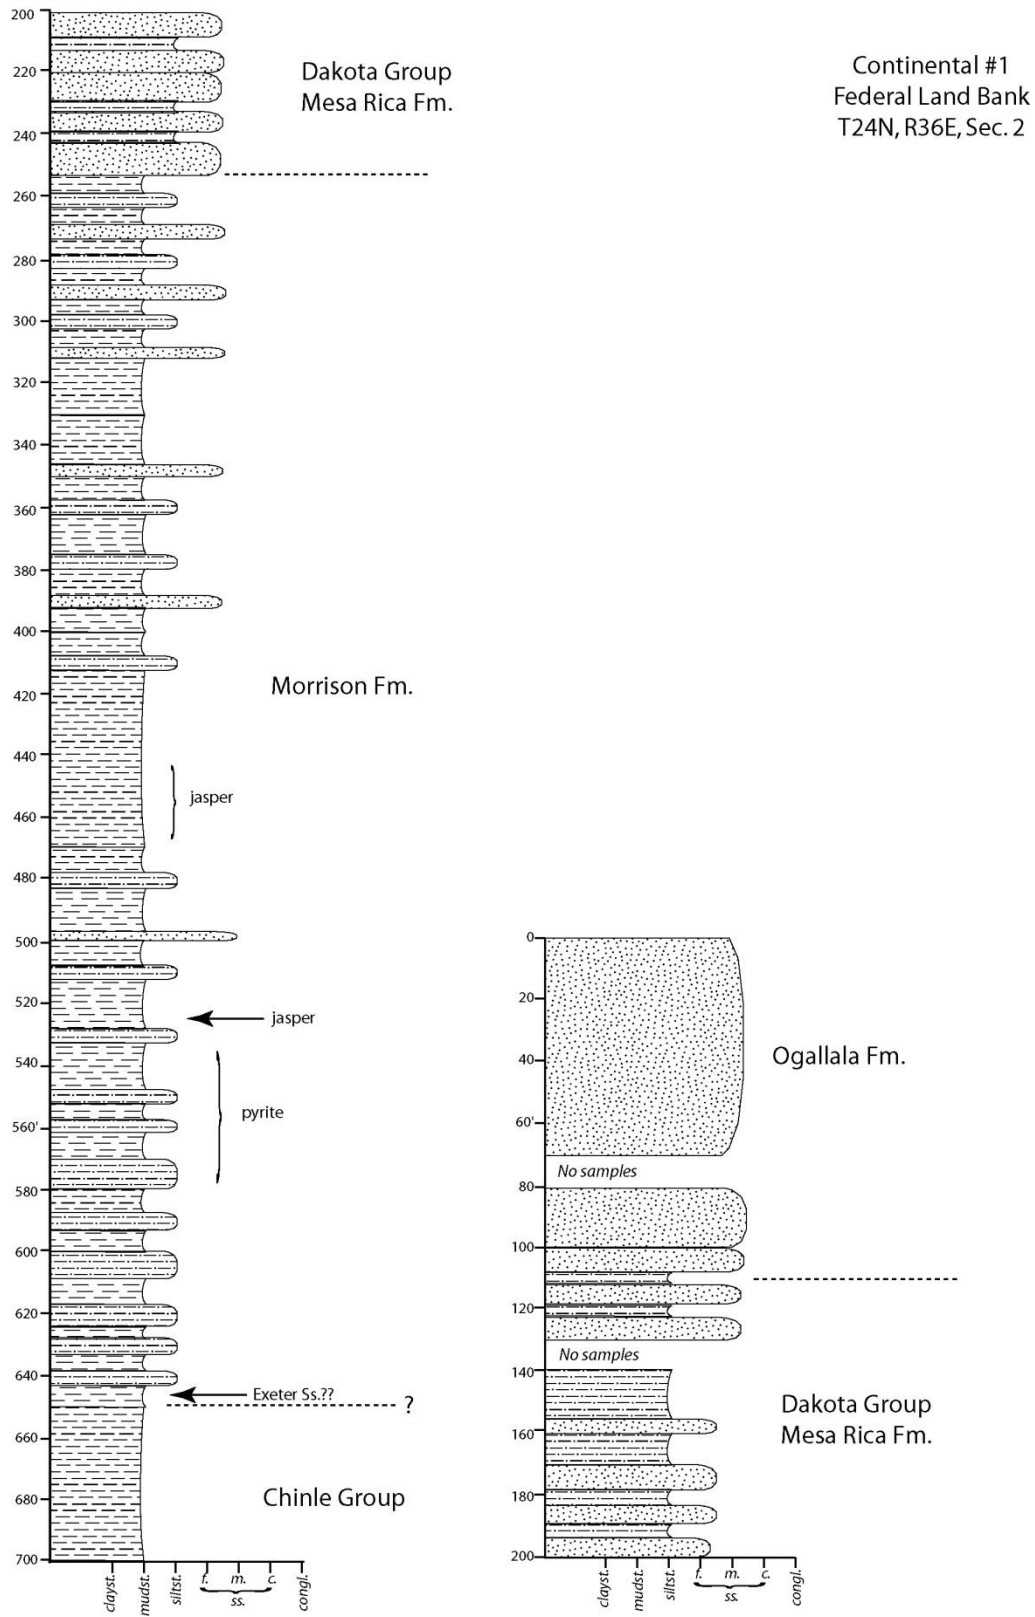 Continental #1
Federal Land Bank
T24N, R36E, Sec. 2
200
220
240
260
280
300
320
340
360
380
400
420
440
460
480
500
520
540
560'
580
600
620
640
660
680
700
Dakota Group
Mesa Rica Fm.
Morrison Fm.
jasper
jasper
pyrite
Exeter Ss.??
?
Chinle Group
clayst.
mudst.
siltst.
f.
m.
c.
ss.
congl.
0
20
40
60'
80
100
120
140
160
180
200
Ogallala Fm.
No samples
No samples
Dakota Group
Mesa Rica Fm.
clayst.
mudst.
siltst.
f.
m.
c.
ss.
congl.